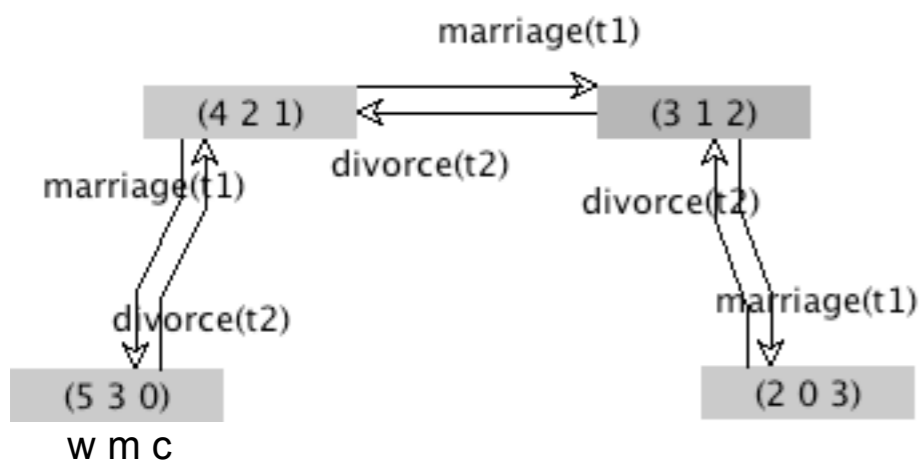 marriage(t1)
(4 2 1)
(3 1 2)
divorce(t2)
marriage(t1)
divorce(t2)
divorce(t2)
marriage(t1)
(5 3 0)
(2 0 3)
w m c